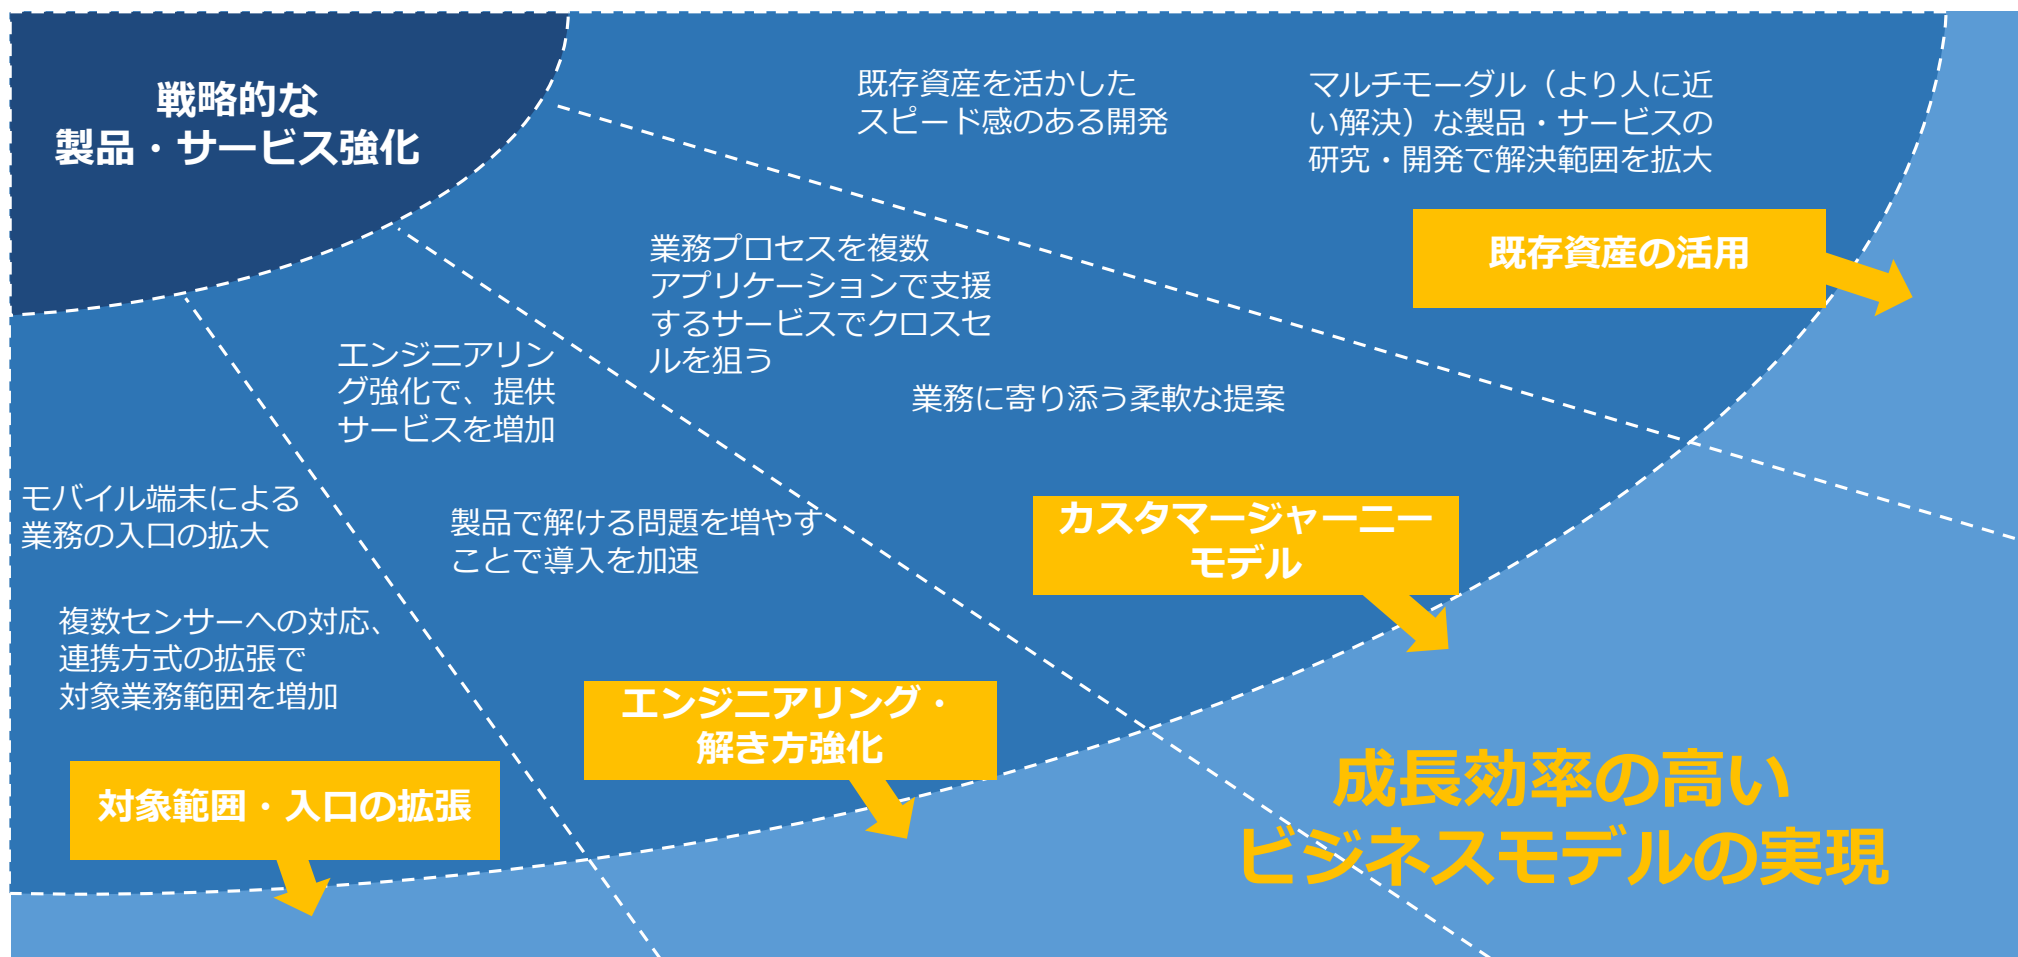 戦略的な
製品・サービス強化
既存資産を活かした
スピード感のある開発
マルチモーダル（より人に近
い解決）な製品・サービスの
研究・開発で解決範囲を拡大
既存資産の活用
業務プロセスを複数
アプリケーションで支援
するサービスでクロスセ
ルを狙う
業務に寄り添う柔軟な提案
カスタマージャーニー
モデル
エンジニアリン
グ強化で、提供
サービスを増加
製品で解ける問題を増やす
ことで導入を加速
エンジニアリング・
解き方強化
モバイル端末による
業務の入口の拡大
複数センサーへの対応、
連携方式の拡張で
対象業務範囲を増加
対象範囲・入口の拡張
成長効率の高い
ビジネスモデルの実現